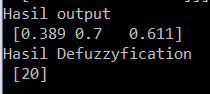 Hasil output
[0.389 0.7   0.611]
Hasil Defuzzyfication
[20]